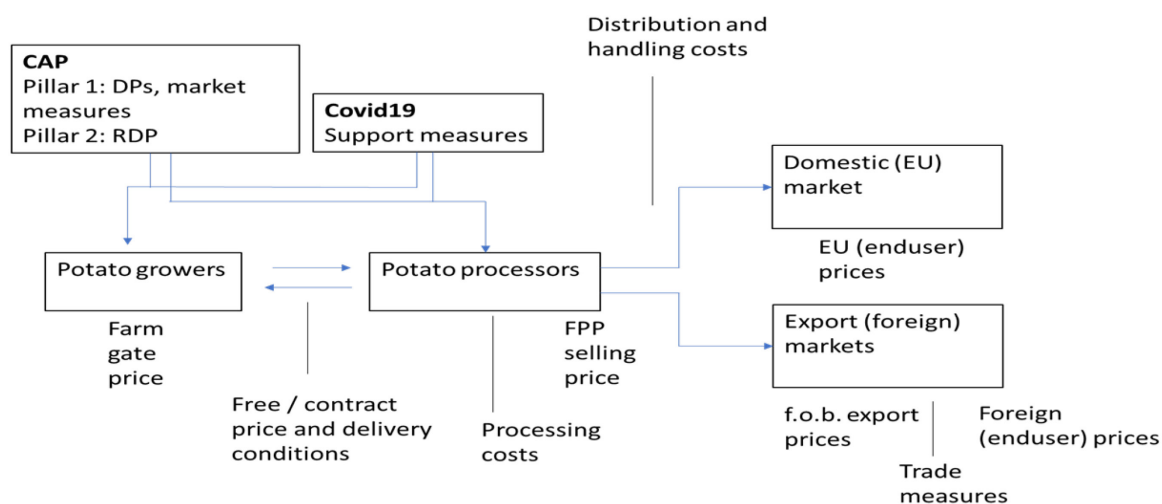 Distribution and
handling costs
CAP
Pillar 1: DPs, market
measures
Pillar 2: RDP
Covid19
Support measures
Domestic (EU)
market
EU (enduser)
prices
Potato growers
Potato processors
Farm
gate
price
FPP
selling
price
Export (foreign)
markets
Free / contract
price and delivery
conditions
Processing
costs
f.o.b. export
prices
Foreign
(enduser) prices
Trade
measures